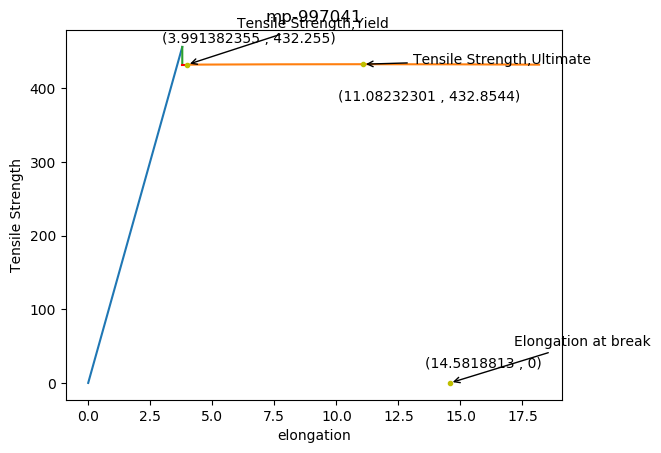 mp-997041
Tensile Strength,Yield
(3.991382355 , 432.255)
Tensile Strength,Ultimate
(11.08232301 , 432.8544)
Elongation at break
(14.5818813 , 0)
Tensile Strength
400
300
200
100
0
0.0 2.5 5.0 7.5 10.0 12.5 15.0 17.5
elongation